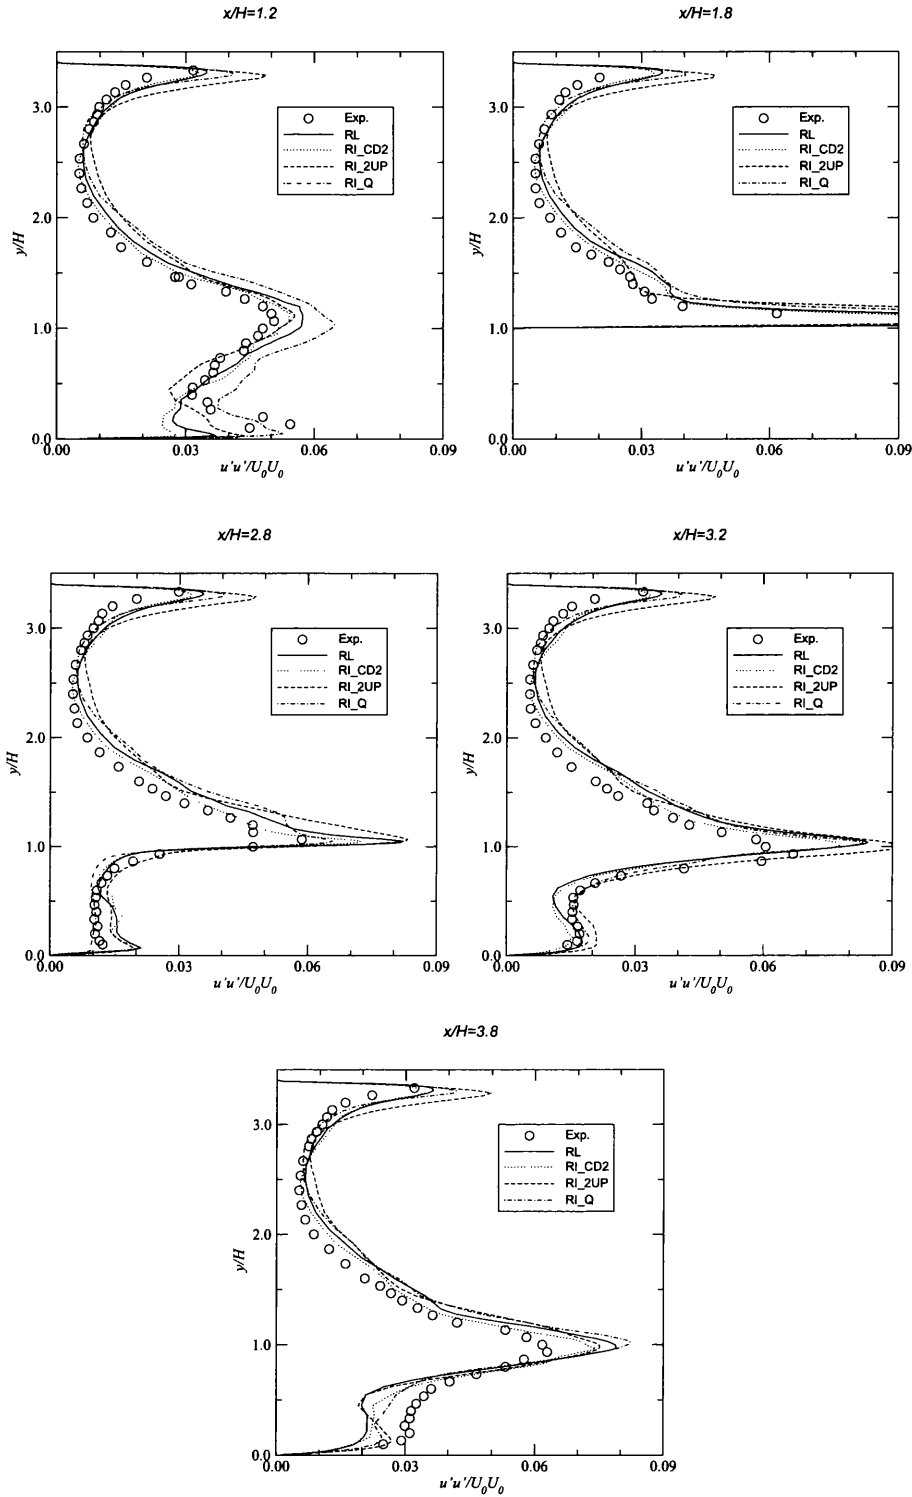 x/H=1.2
3.0
2.0
1.0
0.0
y/H
Exp.
RL
RI_CD2
RI_2UP
RI_Q
0.00 0.03 0.06 0.09
u'u'/U0U0
x/H=1.8
3.0
2.0
1.0
0.0
y/H
Exp.
RL
RI_CD2
RI_2UP
RI_Q
0.00 0.03 0.06 0.09
u'u'/U0U0
x/H=2.8
3.0
2.0
1.0
0.0
y/H
Exp.
RL
RI_CD2
RI_2UP
RI_Q
0.00 0.03 0.06 0.09
u'u'/U0U0
x/H=3.2
3.0
2.0
1.0
0.0
y/H
Exp.
RL
RI_CD2
RI_2UP
RI_Q
0.00 0.03 0.06 0.09
u'u'/U0U0
x/H=3.8
3.0
2.0
1.0
0.0
y/H
Exp.
RL
RI_CD2
RI_2UP
RI_Q
0.00 0.03 0.06 0.09
u'u'/U0U0